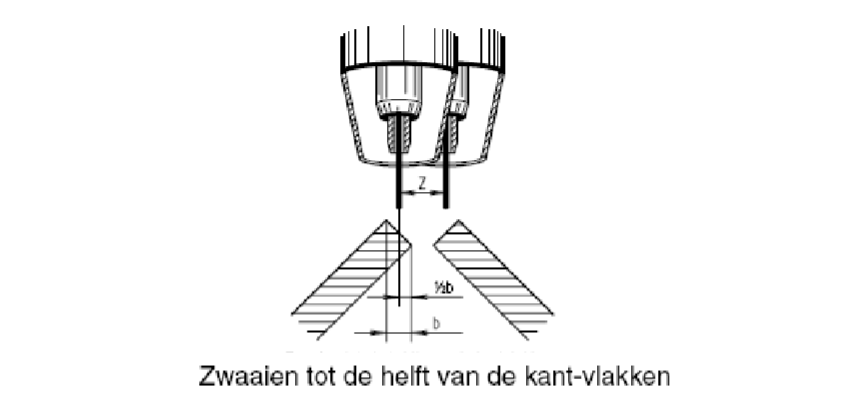 Z
½b
b
Zwaaien tot de helft van de kant-vlakken